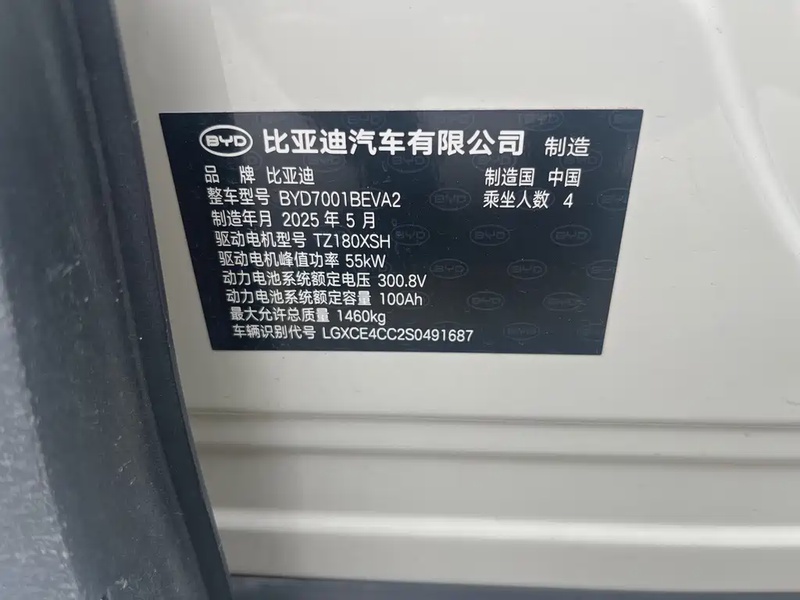 BYD 比亚迪汽车有限公司 制造
品 牌 比亚迪 制造国 中国
整车型号 BYD7001BEVA2 乘坐人数 4
制造年月 2025 年 5 月
驱动电机型号 TZ180XSH
驱动电机峰值功率 55kW
动力电池系统额定电压 300.8V
动力电池系统额定容量 100Ah
最大允许总质量 1460kg
车辆识别代号 LGXCE4CC2S0491687